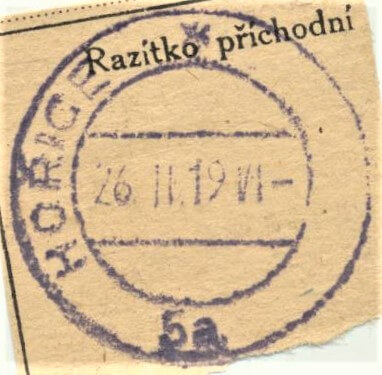 Razítko příchodní
HOŘICE
26. II. 19 VI –
5a